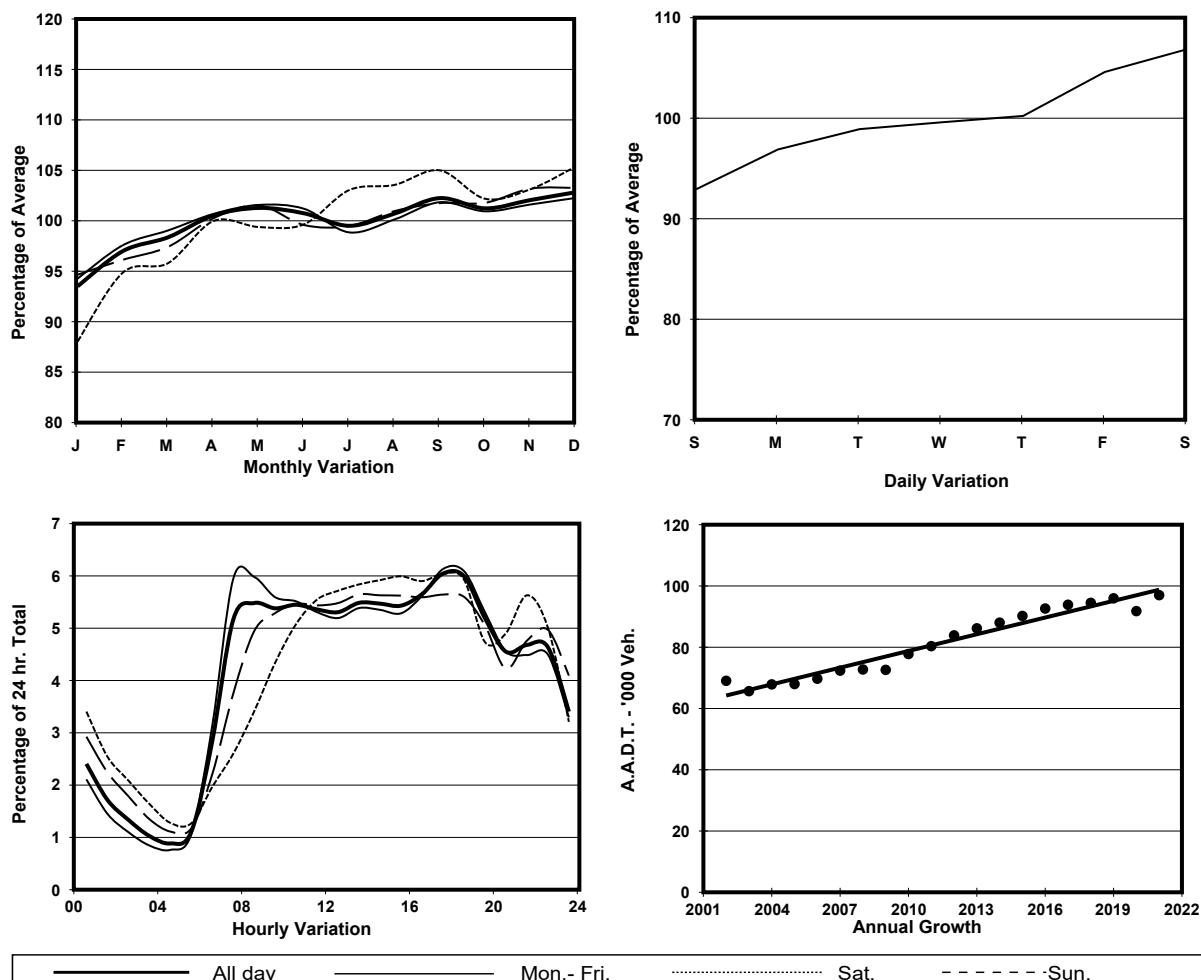 120
115
110
105
100
95
90
85
80
Percentage of Average
J F M A M J J A S O N D
Monthly Variation
110
100
90
80
70
Percentage of Average
S M T W T F S
Daily Variation
7
6
5
4
3
2
1
0
Percentage of 24 hr. Total
00 04 08 12 16 20 24
Hourly Variation
120
100
80
60
40
20
0
A.A.D.T. - '000 Veh.
2001 2004 2007 2010 2013 2016 2019 2022
Annual Growth
All day Mon.- Fri. Sat. Sun.